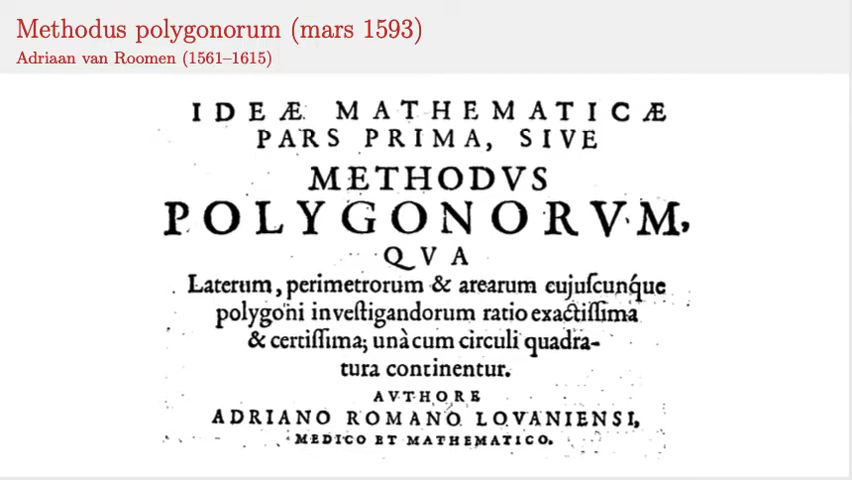 Methodus polygonorum (mars 1593)
Adriaan van Roomen (1561–1615)
IDEÆ MATHEMATICÆ
PARS PRIMA, SIVE
METHODVS
POLYGONORVM,
QVA
Laterum, perimetrorum & arearum cujuſcunq́ue
polygoni inveſtigandorum ratio exactiſſima
& certiſſima; unà cum circuli quadra-
tura continentur.
AVTHORE
ADRIANO ROMANO LOVANIENSI,
MEDICO ET MATHEMATICO.